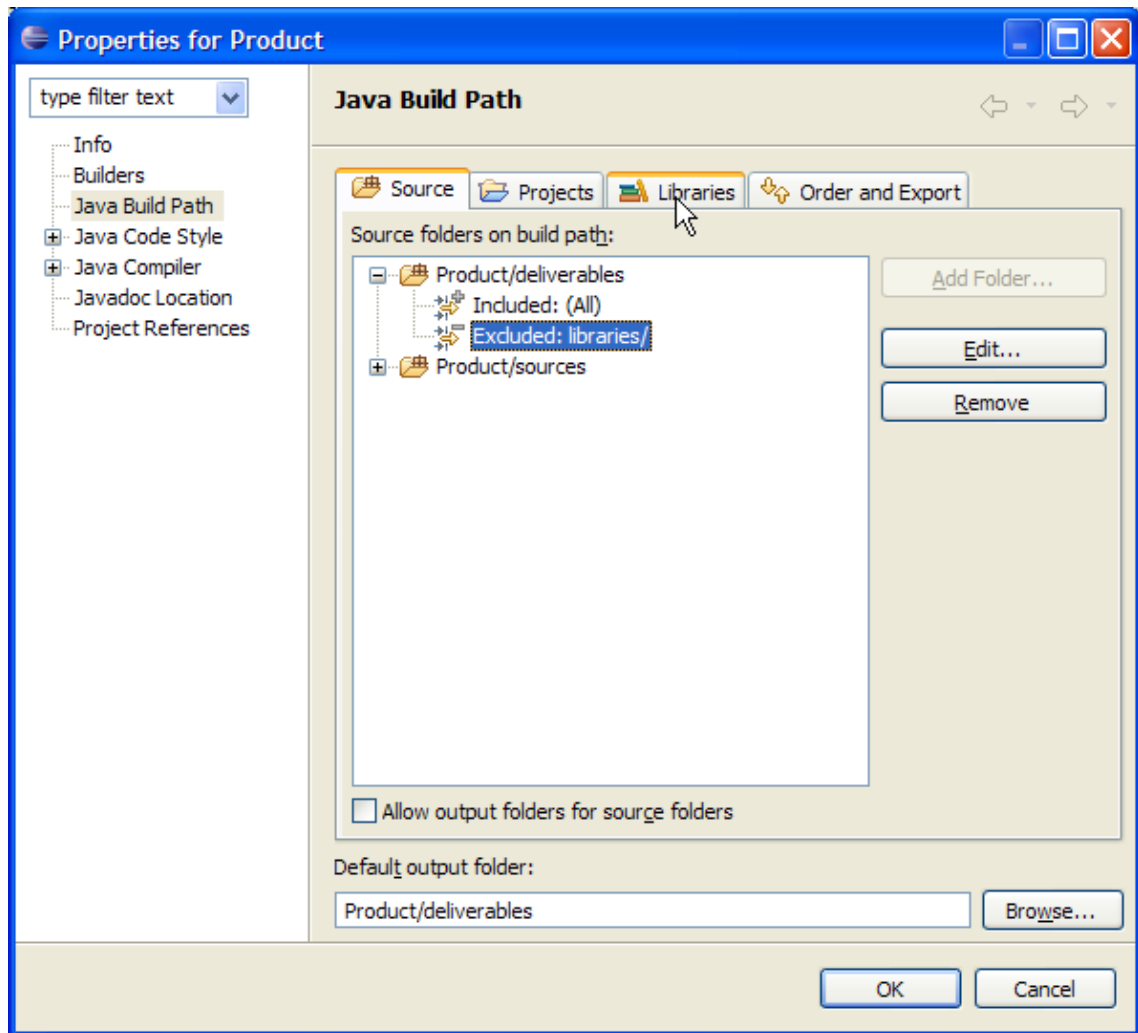 Properties for Product
type filter text
Info
Builders
Java Build Path
Java Code Style
Java Compiler
Javadoc Location
Project References
Java Build Path
Source Projects Libraries Order and Export
Source folders on build path:
Product/deliverables
Included: (All)
Excluded: libraries/
Product/sources
Add Folder...
Edit...
Remove
Allow output folders for source folders
Default output folder:
Product/deliverables
Browse...
OK Cancel